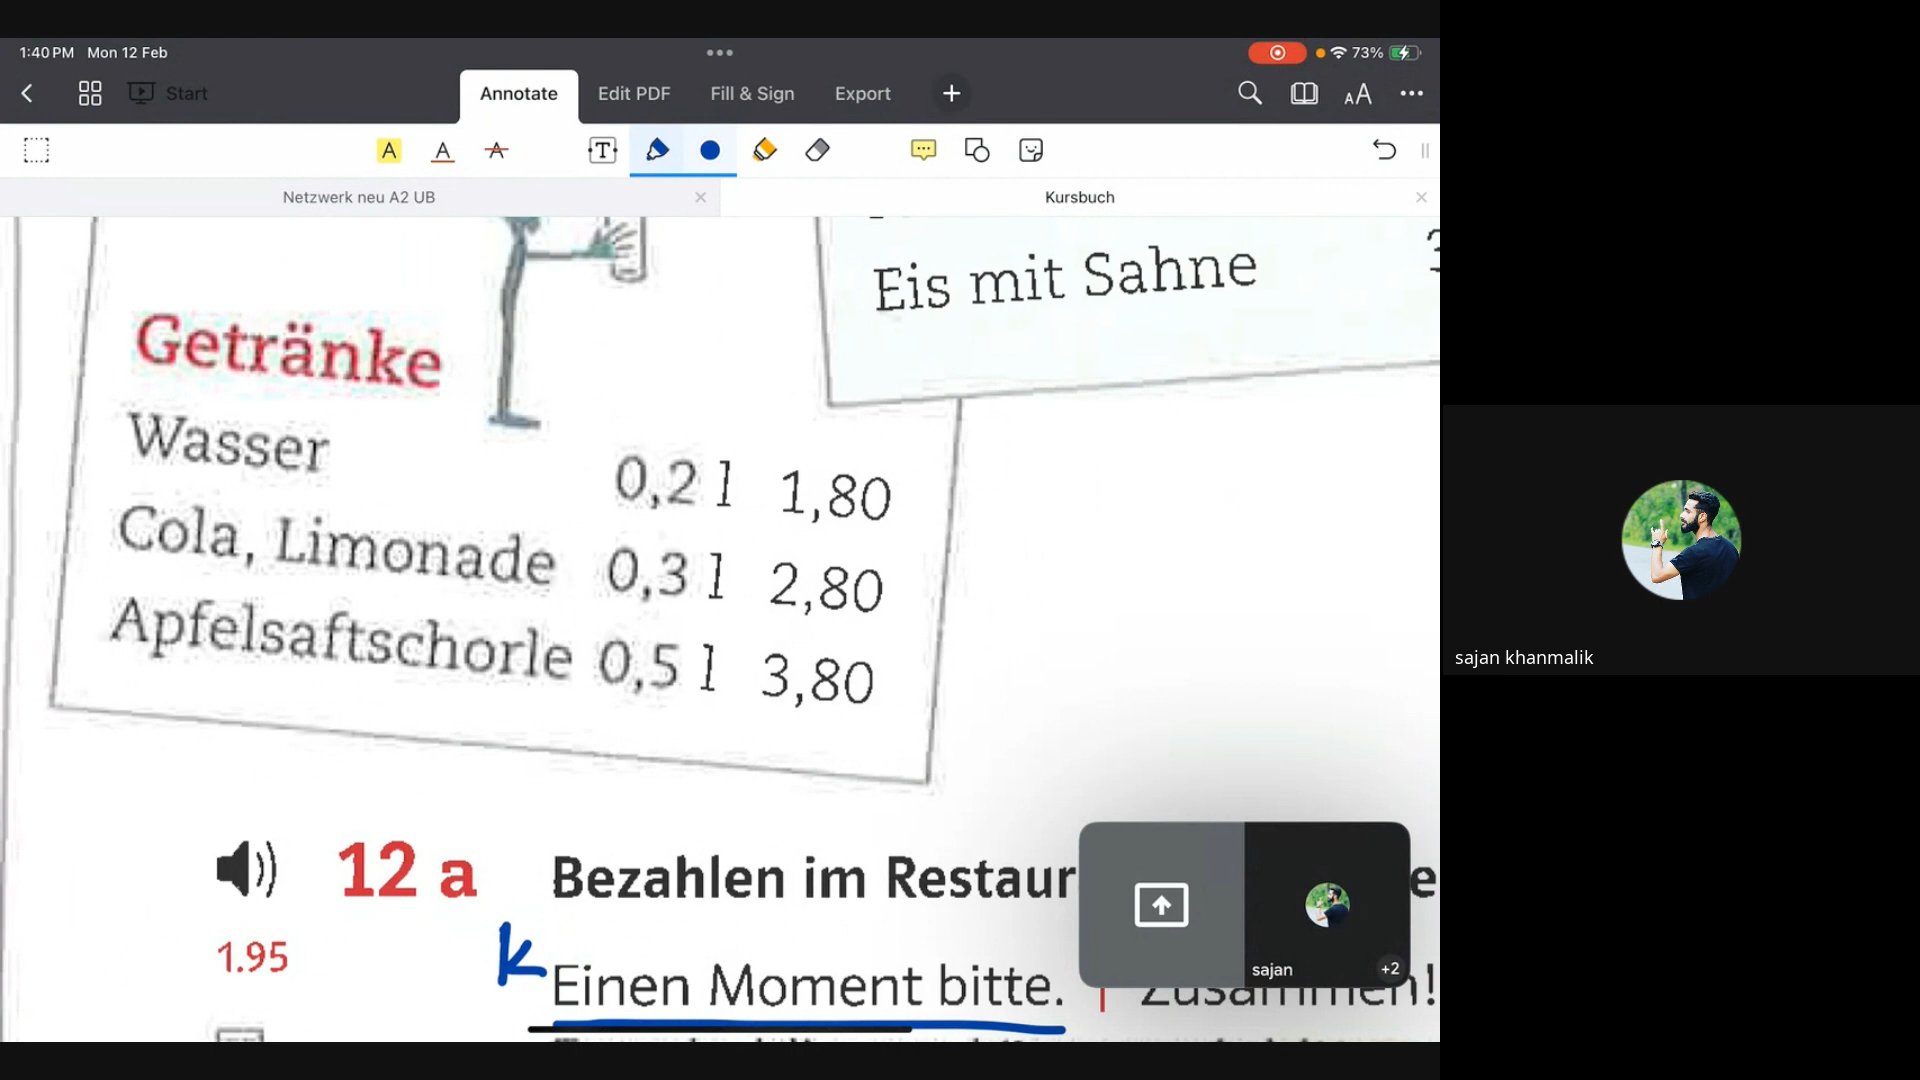 1:40 PM Mon 12 Feb
73%
Start
Annotate
Edit PDF
Fill & Sign
Export
Netzwerk neu A2 UB
Kursbuch
Eis mit Sahne
Getränke
Wasser 0,2 l 1,80
Cola, Limonade 0,3 l 2,80
Apfelsaftschorle 0,5 l 3,80
12 a Bezahlen im
1.95
K
Einen Moment bitte. | Zusammen!
sajan +2
sajan khanmalik